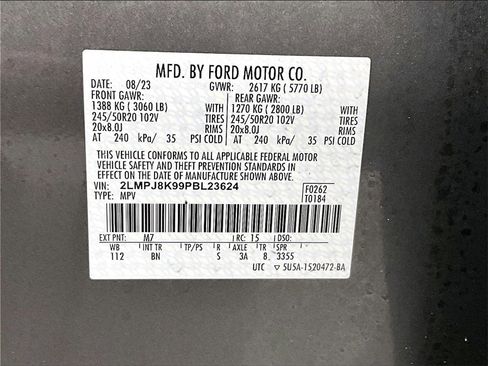 MFD. BY FORD MOTOR CO.
DATE: 08/23 GVWR: 2617 KG ( 5770 LB)
FRONT GAWR: REAR GAWR:
1388 KG ( 3060 LB) 1270 KG ( 2800 LB)
245/50R20 102V TIRES 245/50R20 102V TIRES
20x8.0J RIMS 20x8.0J RIMS
AT 240 kPa/ 35 PSI COLD AT 240 kPa/ 35 PSI COLD
THIS VEHICLE CONFORMS TO ALL APPLICABLE FEDERAL MOTOR
VEHICLE SAFETY AND THEFT PREVENTION STANDARDS IN
EFFECT ON THE DATE OF MANUFACTURE SHOWN ABOVE.
VIN: 2LMPJ8K99PBL23624 F0262
TYPE: MPV T0184
EXT PNT: M7 RC: 15 DSO:
WB INT TR TP/PS R AXLE TR SPR
112 BN S 3A 8 3355
UTC ▽ 5U5A-1520472-BA